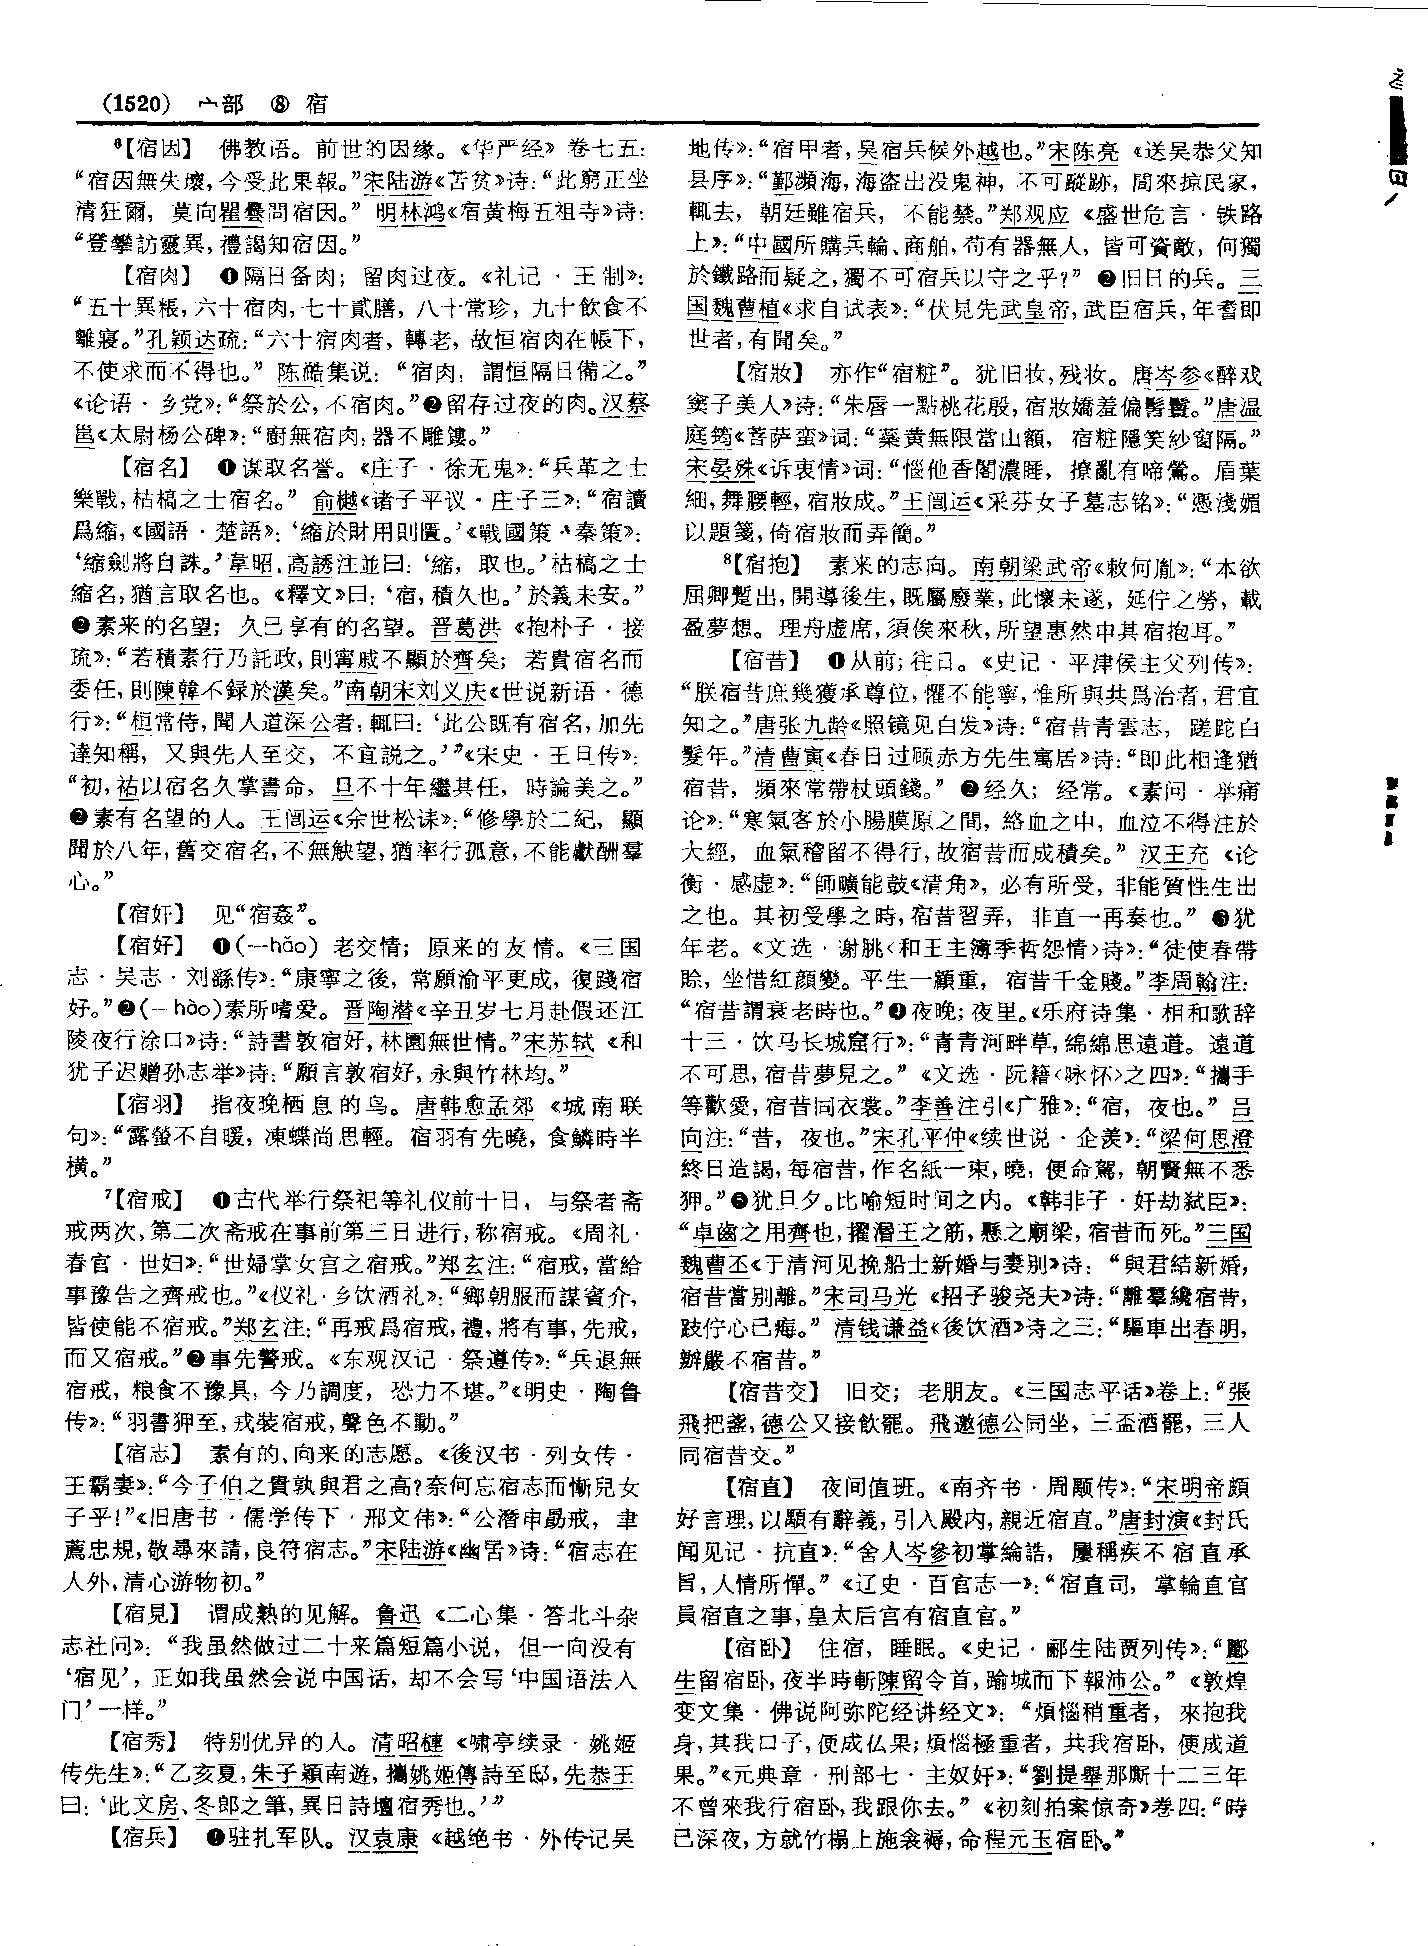 (1520) 宀部 ⑧ 宿
⁶【宿因】 佛教语。前世的因缘。《华严经》卷七五：
“宿因無失壞，今受此果報。”宋陆游《苦贫》诗：“此窮正坐
清狂爾，莫向瞿曇問宿因。” 明林鸿《宿黄梅五祖寺》诗：
“登攀訪靈異，禮謁知宿因。”
【宿肉】 ❶隔日备肉；留肉过夜。《礼记·王制》：
“五十異粻，六十宿肉，七十貳膳，八十常珍，九十飲食不
離寢。”孔颖达疏：“六十宿肉者，轉老，故恒宿肉在帳下，
不使求而不得也。” 陈澔集说：“宿肉，謂恒隔日備之。”
《论语·乡党》：“祭於公，不宿肉。”❷留存过夜的肉。汉蔡
邕《太尉杨公碑》：“廚無宿肉，器不雕鏤。”
【宿名】 ❶谋取名誉。《庄子·徐无鬼》：“兵革之士
樂戰，枯槁之士宿名。” 俞樾《诸子平议·庄子三》：“宿讀
爲縮，《國語·楚語》：‘縮於財用則匱。’《戰國策·秦策》：
‘縮劍將自誅。’韋昭、高誘注並曰：‘縮，取也。’枯槁之士
縮名，猶言取名也。《釋文》曰：‘宿，積久也。’於義未安。”
❷素来的名望；久已享有的名望。晋葛洪《抱朴子·接
疏》：“若積素行乃託政，則甯戚不顯於齊矣；若貴宿名而
委任，則陳韓不録於漢矣。”南朝宋刘义庆《世说新语·德
行》：“桓常侍，聞人道深公者，輒曰：‘此公既有宿名，加先
達知稱，又與先人至交，不宜説之。’”《宋史·王旦传》：
“初，祐以宿名久掌書命，旦不十年繼其任，時論美之。”
❷素有名望的人。王闿运《余世松诔》：“修學於二紀，顯
聞於八年，舊交宿名，不無觖望，猶率行孤意，不能獻酬羣
心。”
【宿奸】 见“宿姦”。
【宿好】 ❶(—hǎo) 老交情；原来的友情。《三国
志·吴志·刘繇传》：“康寧之後，常願渝平更成，復踐宿
好。”❷(—hào)素所嗜爱。晋陶潜《辛丑岁七月赴假还江
陵夜行涂口》诗：“詩書敦宿好，林園無世情。”宋苏轼《和
犹子迟赠孙志举》诗：“願言敦宿好，永與竹林均。”
【宿羽】 指夜晚栖息的鸟。唐韩愈孟郊《城南联
句》：“露螢不自暖，凍蝶尚思輕。宿羽有先曉，食鱗時半
横。”
⁷【宿戒】 ❶古代举行祭祀等礼仪前十日，与祭者斋
戒两次，第二次斋戒在事前第三日进行，称宿戒。《周礼·
春官·世妇》：“世婦掌女宫之宿戒。”郑玄注：“宿戒，當給
事豫告之齊戒也。”《仪礼·乡饮酒礼》：“鄉朝服而謀賓介，
皆使能不宿戒。”郑玄注：“再戒爲宿戒，禮，將有事，先戒，
而又宿戒。”❷事先警戒。《东观汉记·祭遵传》：“兵退無
宿戒，粮食不豫具，今乃調度，恐力不堪。”《明史·陶鲁
传》：“羽書狎至，戎裝宿戒，聲色不動。”
【宿志】 素有的、向来的志愿。《後汉书·列女传·
王霸妻》：“今子伯之貴孰與君之高？奈何忘宿志而慚兒女
子乎！”《旧唐书·儒学传下·邢文伟》：“公潛申勗戒，聿
薦忠規，敬尋來請，良符宿志。”宋陆游《幽居》诗：“宿志在
人外，清心游物初。”
【宿見】 谓成熟的见解。鲁迅《二心集·答北斗杂
志社问》：“我虽然做过二十来篇短篇小说，但一向没有
‘宿见’，正如我虽然会说中国话，却不会写‘中国语法入
门’一样。”
【宿秀】 特别优异的人。清昭槤《啸亭续录·姚姬
传先生》：“乙亥夏，朱子穎南遊，攜姚姬傳詩至邸，先恭王
曰：‘此文房、冬郎之筆，異日詩壇宿秀也。’”
【宿兵】 ❶驻扎军队。汉袁康《越绝书·外传记吴
地传》：“宿甲者，吴宿兵候外越也。”宋陈亮《送吴恭父知
县序》：“鄞瀕海，海盗出没鬼神，不可蹤跡，間來掠民家，
輒去，朝廷雖宿兵，不能禁。”郑观应《盛世危言·铁路
上》：“中國所購兵輪、商舶，苟有器無人，皆可資敵，何獨
於鐵路而疑之，獨不可宿兵以守之乎？” ❷旧日的兵。三
国魏曹植《求自试表》：“伏見先武皇帝，武臣宿兵，年耆即
世者，有聞矣。”
【宿妝】 亦作“宿粧”。犹旧妆，残妆。唐岑参《醉戏
窦子美人》诗：“朱唇一點桃花殷，宿妝嬌羞偏髻鬟。”唐温
庭筠《菩萨蛮》词：“蘂黄無限當山額，宿粧隱笑紗窗隔。”
宋晏殊《诉衷情》词：“惱他香閣濃睡，撩亂有啼鶯。眉葉
細，舞腰輕，宿妝成。”王闿运《采芬女子墓志铭》：“憑淺媚
以題箋，倚宿妝而弄簡。”
⁸【宿抱】 素来的志向。南朝梁武帝《敕何胤》：“本欲
屈卿蹔出，開導後生，既屬廢業，此懷未遂，延佇之勞，載
盈夢想。理舟虚席，須俟來秋，所望惠然申其宿抱耳。”
【宿昔】 ❶从前；往日。《史记·平津侯主父列传》：
“朕宿昔庶幾獲承尊位，懼不能寧，惟所與共爲治者，君宜
知之。”唐张九龄《照镜见白发》诗：“宿昔青雲志，蹉跎白
髮年。”清曹寅《春日过顾赤方先生寓居》诗：“即此相逢猶
宿昔，頻來常帶杖頭錢。” ❷经久；经常。《素问·举痛
论》：“寒氣客於小腸膜原之間，絡血之中，血泣不得注於
大經，血氣稽留不得行，故宿昔而成積矣。” 汉王充《论
衡·感虚》：“師曠能鼓《清角》，必有所受，非能質性生出
之也。其初受學之時，宿昔習弄，非直一再奏也。” ❸犹
年老。《文选·谢朓〈和王主簿季哲怨情〉诗》：“徒使春帶
賒，坐惜紅顔變。平生一顧重，宿昔千金賤。”李周翰注：
“宿昔謂衰老時也。”❹夜晚；夜里。《乐府诗集·相和歌辞
十三·饮马长城窟行》：“青青河畔草，綿綿思遠道。遠道
不可思，宿昔夢見之。” 《文选·阮籍〈咏怀〉之四》：“攜手
等歡愛，宿昔同衣裳。”李善注引《广雅》：“宿，夜也。” 吕
向注：“昔，夜也。”宋孔平仲《续世说·企羡》：“梁何思澄
終日造謁，每宿昔，作名紙一束，曉，便命駕，朝賢無不悉
狎。”❺犹旦夕。比喻短时间之内。《韩非子·奸劫弑臣》：
“卓齒之用齊也，擢湣王之筋，懸之廟梁，宿昔而死。”三国
魏曹丕《于清河见挽船士新婚与妻别》诗：“與君結新婚，
宿昔當别離。”宋司马光《招子骏尧夫》诗：“離羣纔宿昔，
跂佇心已痗。” 清钱谦益《後饮酒》诗之三：“驅車出春明，
辦嚴不宿昔。”
【宿昔交】 旧交；老朋友。《三国志平话》卷上：“張
飛把盞，德公又接飲罷。飛邀德公同坐，三盃酒罷，三人
同宿昔交。”
【宿直】 夜间值班。《南齐书·周颙传》：“宋明帝頗
好言理，以顒有辭義，引入殿内，親近宿直。”唐封演《封氏
闻见记·抗直》：“舍人岑參初掌綸誥，屢稱疾不宿直承
旨，人情所憚。” 《辽史·百官志一》：“宿直司，掌輪直官
員宿直之事，皇太后宫有宿直官。”
【宿卧】 住宿，睡眠。《史记·郦生陆贾列传》：“酈
生留宿卧，夜半時斬陳留令首，踰城而下報沛公。” 《敦煌
变文集·佛说阿弥陀经讲经文》：“煩惱稍重者，來抱我
身，其我口子，便成仏果；煩惱極重者，共我宿卧，便成道
果。”《元典章·刑部七·主奴奸》：“劉提舉那厮十二三年
不曾來我行宿卧，我跟你去。” 《初刻拍案惊奇》卷四：“時
已深夜，方就竹榻上施衾褥，命程元玉宿卧。”